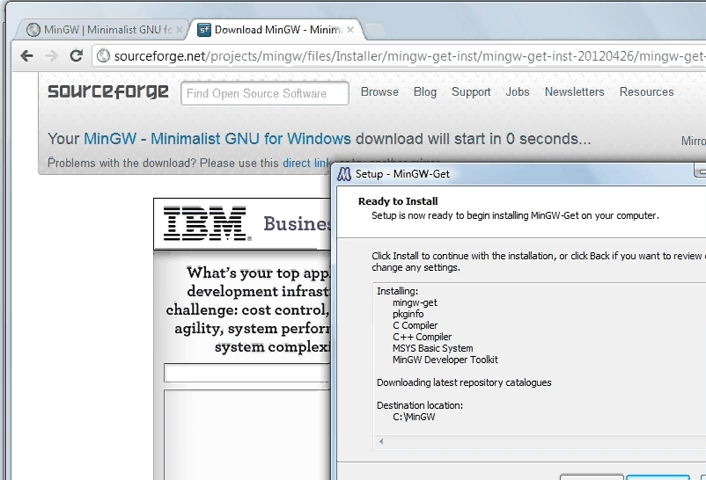 MinGW | Minimalist GNU for
Download MinGW - Minim
sourceforge.net/projects/mingw/files/Installer/mingw-get-inst/mingw-get-inst-20120426/mingw-get-
sourceforge
Find Open Source Software
Browse Blog Support Jobs Newsletters Resources
Your MinGW - Minimalist GNU for Windows download will start in 0 seconds...
Mirro
Problems with the download? Please use this direct link
IBM Busines
What's your top app
development infrast
challenge: cost control,
agility, system perform
system complexi
Setup - MinGW-Get
Ready to Install
Setup is now ready to begin installing MinGW-Get on your computer.
Click Install to continue with the installation, or click Back if you want to review
change any settings.
Installing:
mingw-get
pkginfo
C Compiler
C++ Compiler
MSYS Basic System
MinGW Developer Toolkit
Downloading latest repository catalogues
Destination location:
C:\MinGW